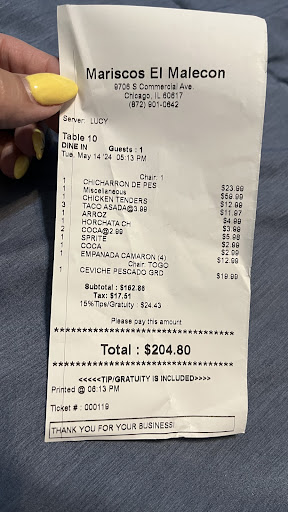 Mariscos El Malecon
9706 S Commercial Ave.
Chicago, IL 60617
(872) 901-0642
Server: LUCY
Table 10
DINE IN Guests : 1
Tue, May 14 '24 05:13 PM
Chair: 1
1 CHICHARRON DE PES $23.99
1 Miscellaneous $59.99
1 CHICKEN TENDERS $12.99
3 TACO ASADA@3.99 $11.97
1 ARROZ $4.99
1 HORCHATA CH $3.99
2 COCA@2.99 $5.98
1 SPRITE $2.99
1 COCA $2.99
1 EMPANADA CAMARON (4) $12.99
Chair: TOGO
1 CEVICHE PESCADO GRD $19.99
Subtotal : $162.86
Tax: $17.51
15%Tips/Gratuity : $24.43
Please pay this amount
************************************
Total : $204.80
************************************
<<<<<TIP/GRATUITY IS INCLUDED>>>>
Printed @ 06:13 PM
Ticket # : 000119
THANK YOU FOR YOUR BUSINESS!